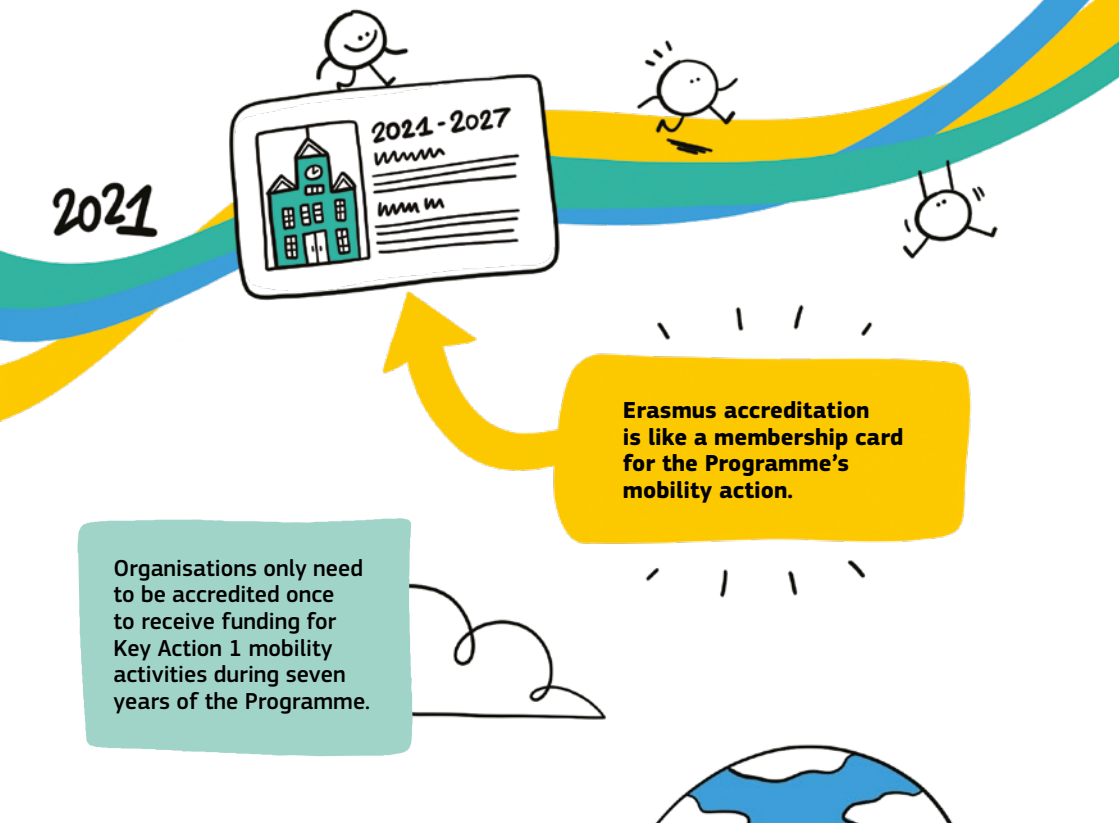 2021
2021-2027
Erasmus accreditation
is like a membership card
for the Programme’s
mobility action.
Organisations only need
to be accredited once
to receive funding for
Key Action 1 mobility
activities during seven
years of the Programme.